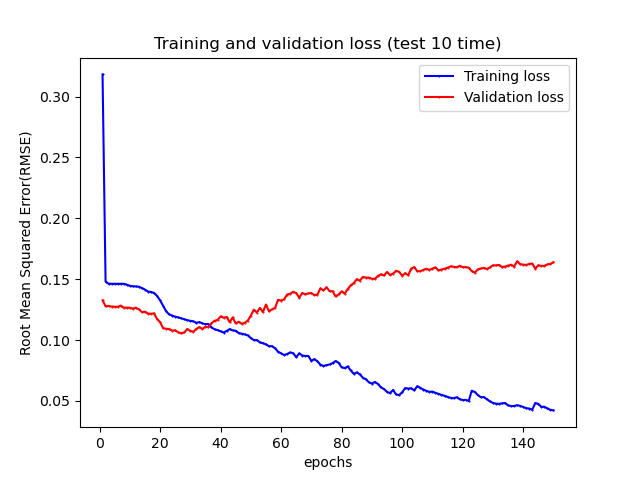 Training and validation loss (test 10 time)
Training loss
Validation loss
Root Mean Squared Error(RMSE)
0.30
0.25
0.20
0.15
0.10
0.05
0 20 40 60 80 100 120 140
epochs